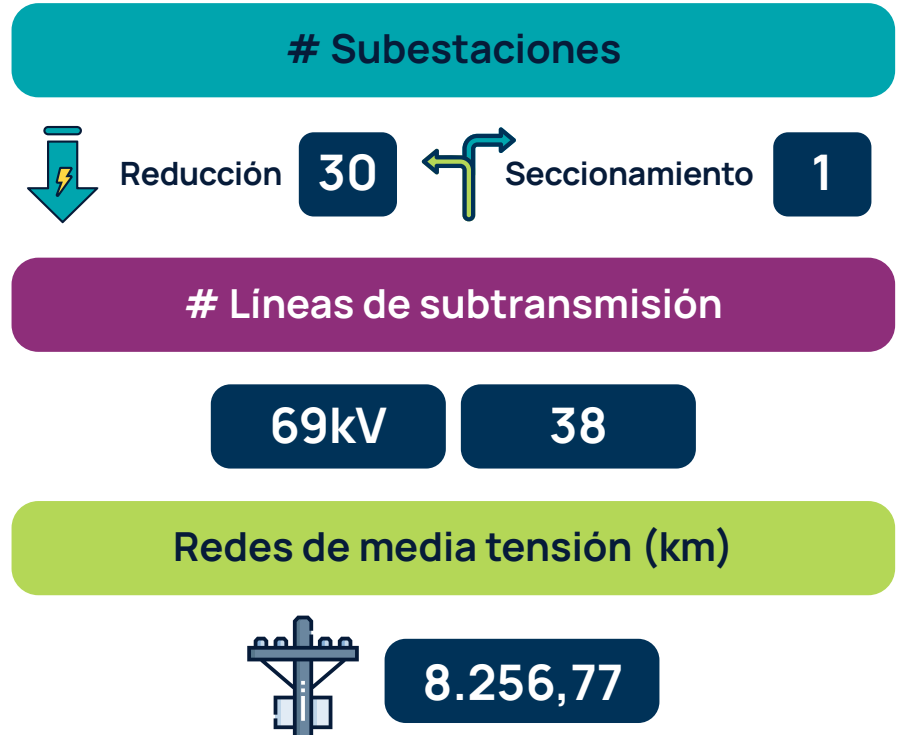 # Subestaciones
Reducción 30 Seccionamiento 1
# Líneas de subtransmisión
69kV 38
Redes de media tensión (km)
8.256,77